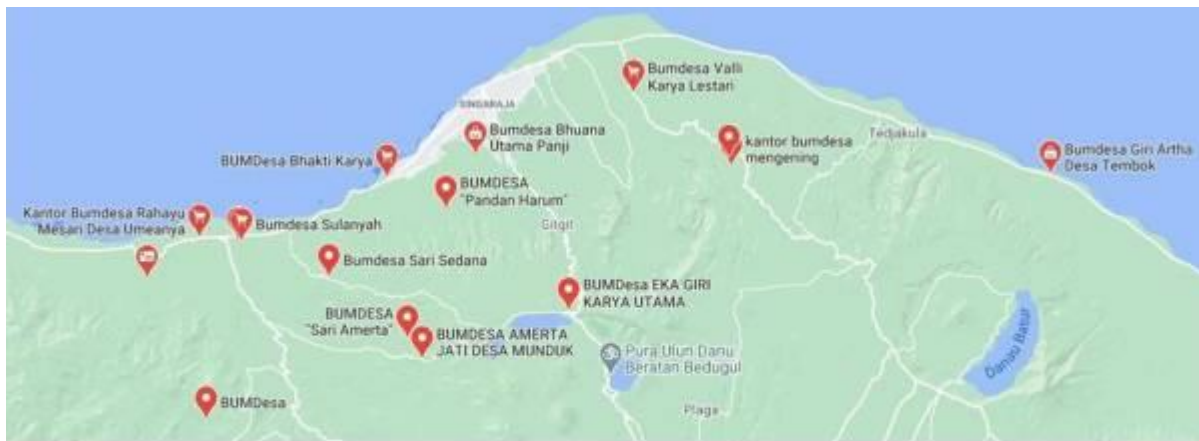 Bumdesa Valli
Karya Lestari
SINGARAJA
Bumdesa Bhuana
Utama Panji
kantor bumdesa
mengening
Tedjakula
Bumdesa Giri Artha
Desa Tembok
BUMDesa Bhakti Karya
BUMDESA
"Pandan Harum"
Kantor Bumdesa Rahayu
Mesari Desa Umeanya
Bumdesa Sulanyah
Gitgit
Bumdesa Sari Sedana
BUMDesa EKA GIRI
KARYA UTAMA
BUMDESA
"Sari Amerta"
BUMDESA AMERTA
JATI DESA MUNDUK
Pura Ulun Danu
Beratan Bedugul
Danau Batur
BUMDesa
Plaga